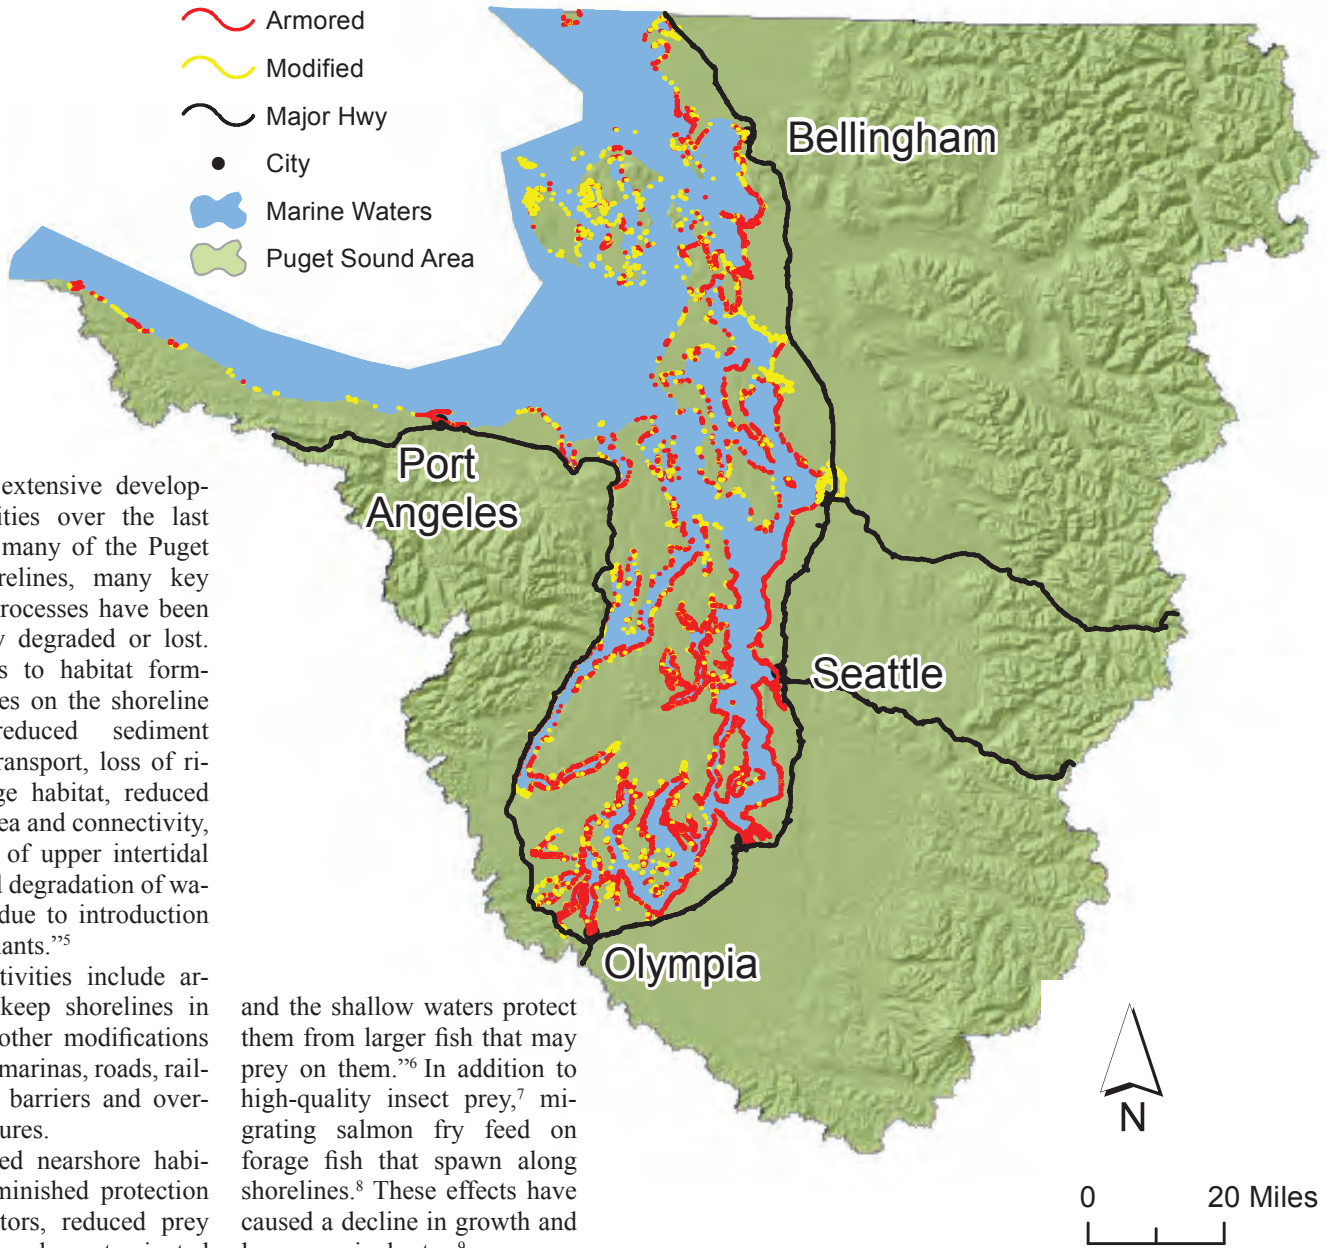 Armored
Modified
Major Hwy
City
Marine Waters
Puget Sound Area
Bellingham
Port
Angeles
Seattle
Olympia
N
0 20 Miles
extensive develop-
ities over the last
many of the Puget
relines, many key
rocesses have been
y degraded or lost.
s to habitat form-
es on the shoreline
reduced sediment
ransport, loss of ri-
ge habitat, reduced
ea and connectivity,
of upper intertidal
l degradation of wa-
due to introduction
ants.”5
tivities include ar-
keep shorelines in
other modifications
marinas, roads, rail-
barriers and over-
ures.
ed nearshore habi-
minished protection
tors, reduced prey
and the shallow waters protect
them from larger fish that may
prey on them.”6 In addition to
high-quality insect prey,7 mi-
grating salmon fry feed on
forage fish that spawn along
shorelines.8 These effects have
caused a decline in growth and